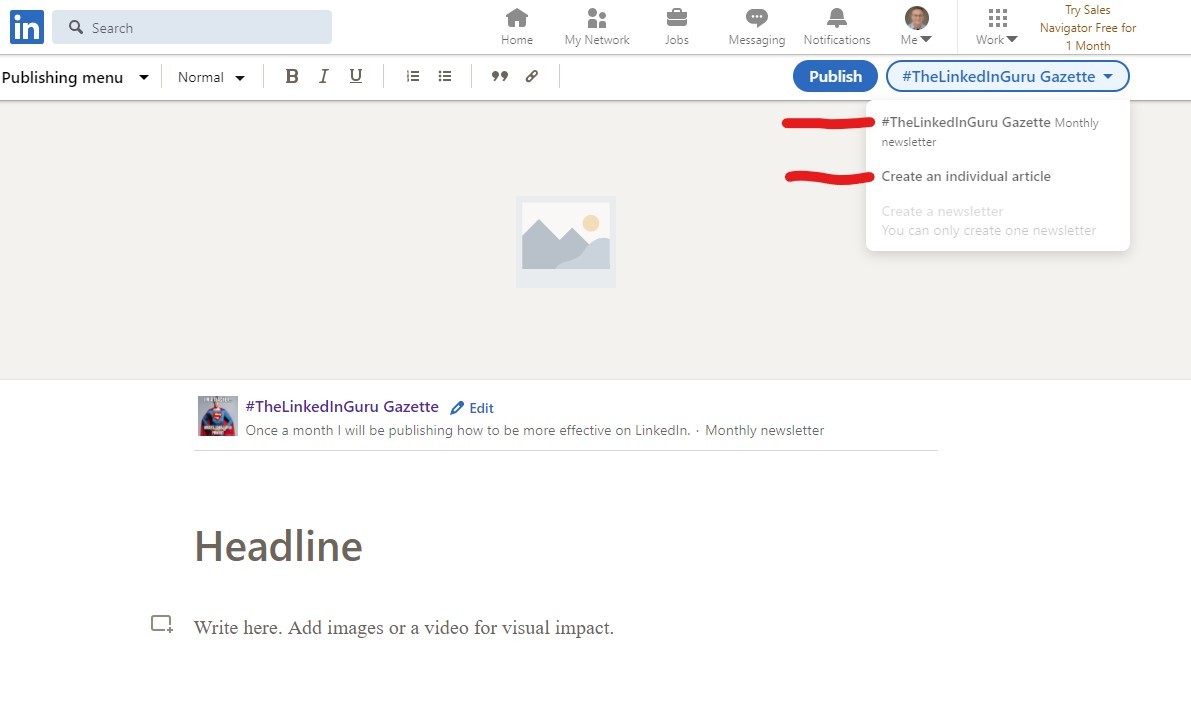 in
Search
Home
My Network
Jobs
Messaging
Notifications
Me
Work
Try Sales
Navigator Free for
1 Month
Publishing menu
Normal
B I U
Publish
#TheLinkedInGuru Gazette
#TheLinkedInGuru Gazette Monthly
newsletter
Create an individual article
Create a newsletter
You can only create one newsletter
#TheLinkedInGuru Gazette
Edit
Once a month I will be publishing how to be more effective on LinkedIn. · Monthly newsletter
Headline
Write here. Add images or a video for visual impact.